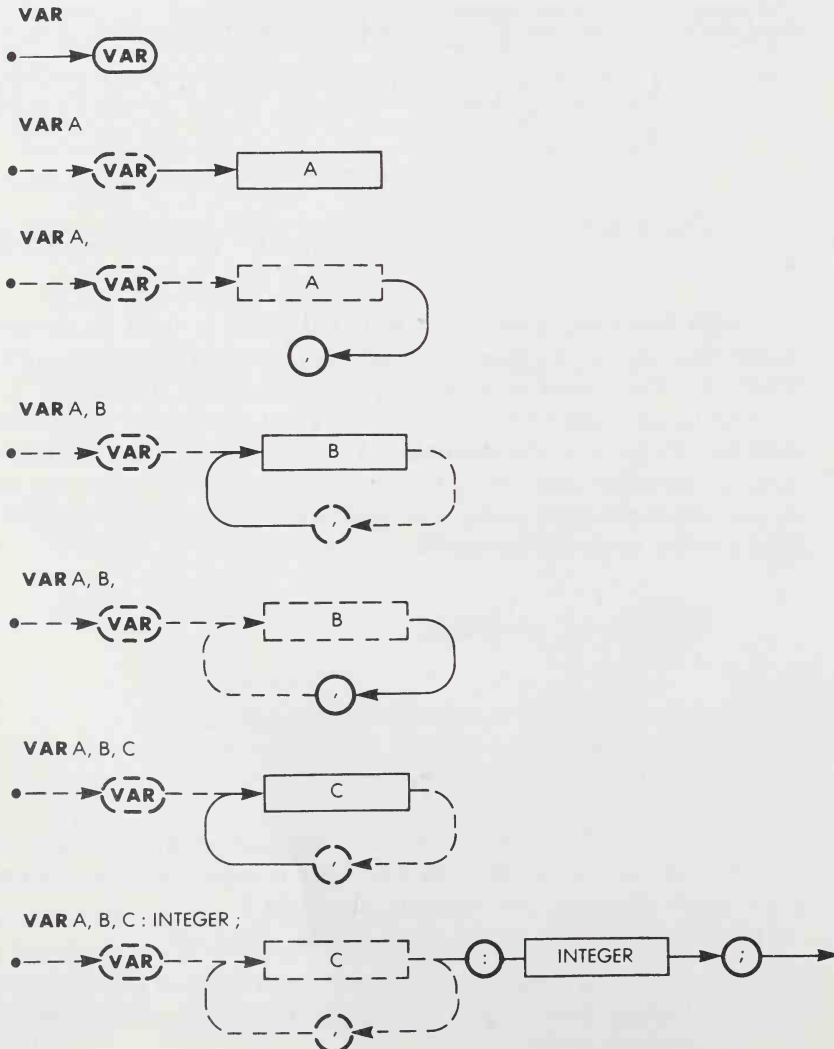 VAR
VAR
VAR A
VAR A
VAR A,
VAR A
,
VAR A, B
VAR B
,
VAR A, B,
VAR B
,
VAR A, B, C
VAR C
,
VAR A, B, C : INTEGER ;
VAR C : INTEGER ;
,